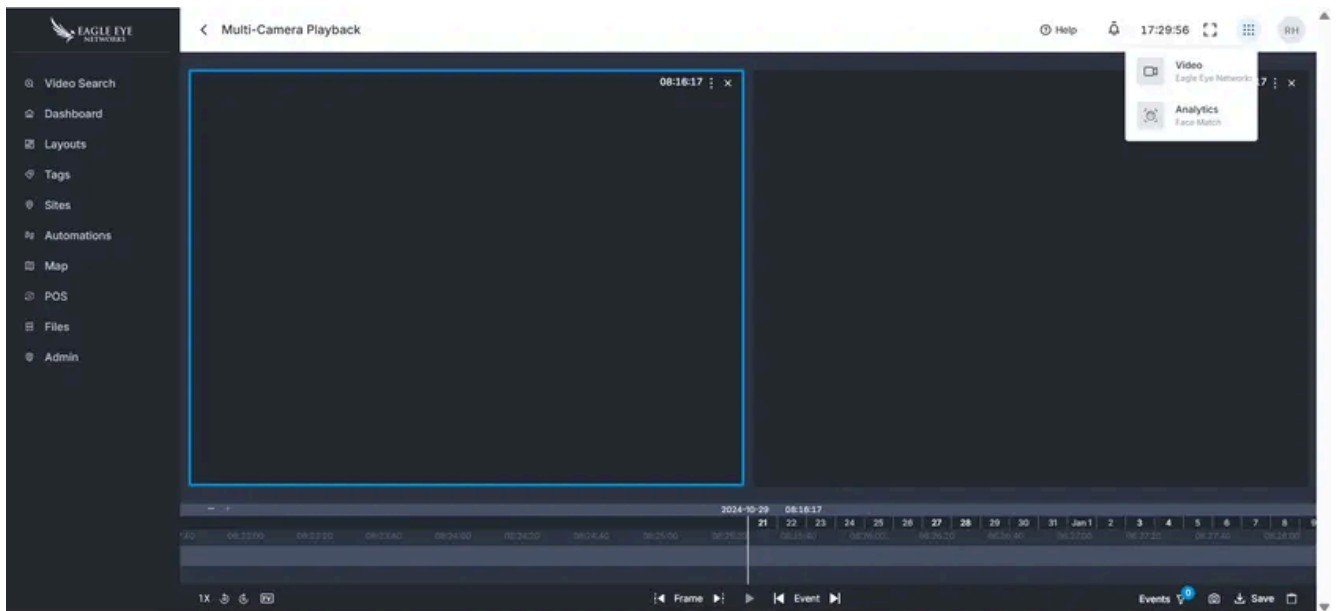 EAGLE EYE
NETWORKS
Multi-Camera Playback
Help
17:29:56
RH
Video
Eagle Eye Networks
Analytics
Face Match
Video Search
Dashboard
Layouts
Tags
Sites
Automations
Map
POS
Files
Admin
08:16:17
7
2024-10-29 08:16:17
21 22 23 24 25 26 27 28 29 30 31 Jan 1 2 3 4 5 6 7 8 9
1X
Frame
Event
Events
0
Save